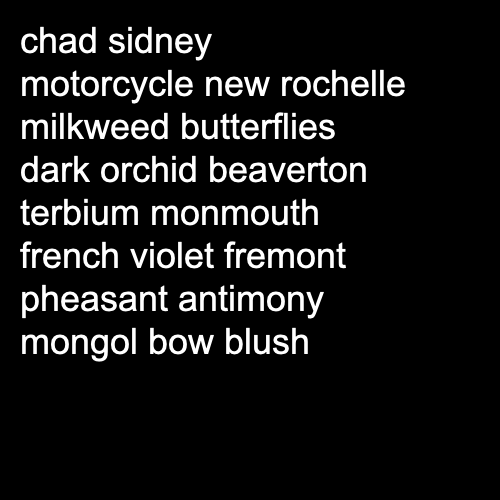 chad sidney
motorcycle new rochelle
milkweed butterflies
dark orchid beaverton
terbium monmouth
french violet fremont
pheasant antimony
mongol bow blush